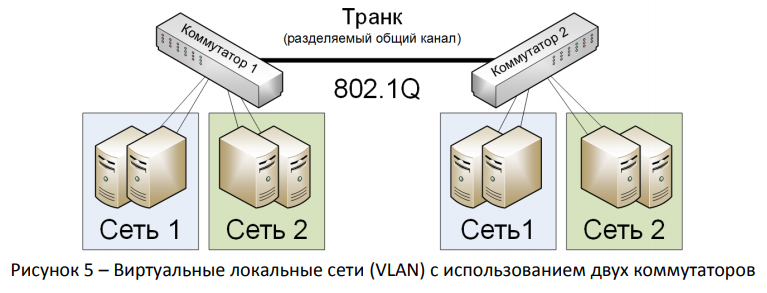 Транк
(разделяемый общий канал)
Коммутатор 1
Коммутатор 2
802.1Q
Сеть 1
Сеть 2
Сеть1
Сеть 2
Рисунок 5 – Виртуальные локальные сети (VLAN) с использованием двух коммутаторов